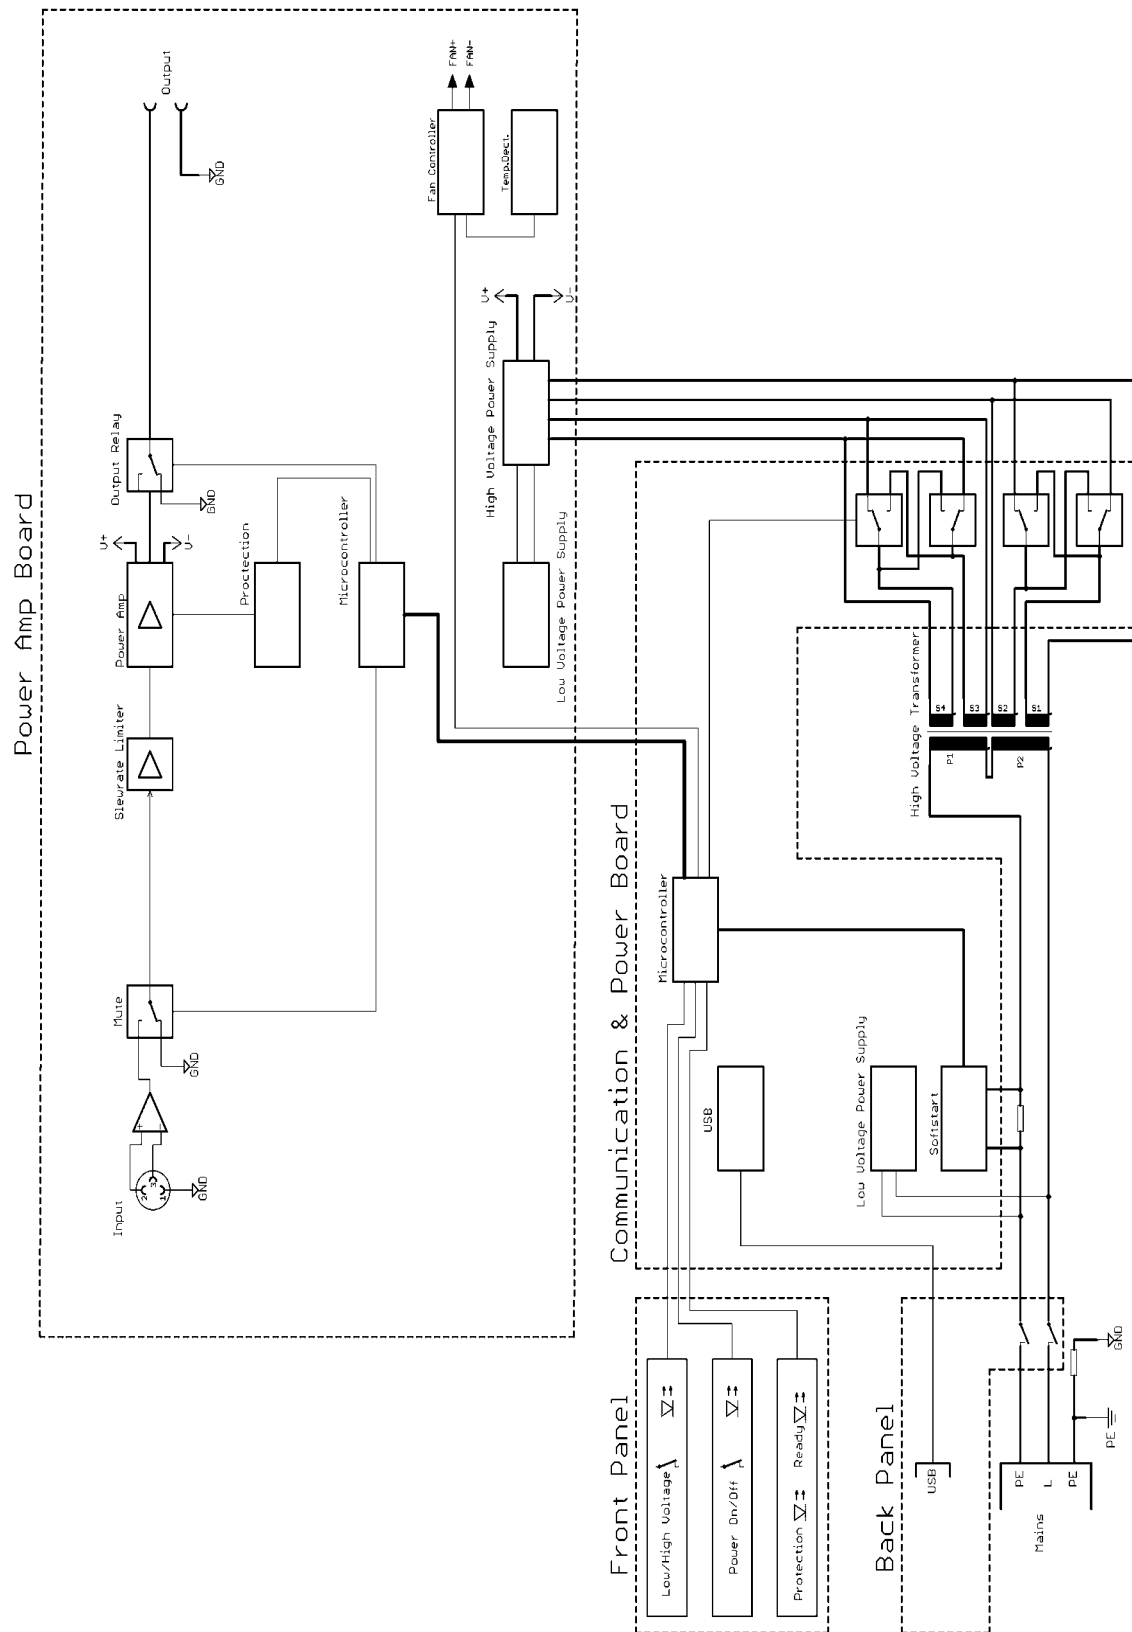 Power Amp Board
Input
2
3
1
GND
+
-
Mute
GND
Slewrate Limiter
Power Amp
V+
V-
Output Relay
GND
Output
GND
Proctection
Microcontroller
Fan Controller
FAN+
FAN-
Temp.Dect.
High Voltage Power Supply
V+
V-
Low Voltage Power Supply
Communication & Power Board
Microcontroller
USB
Low Voltage Power Supply
Softstart
High Voltage Transformer
S4
S3
S2
S1
P1
P2
Front Panel
Low/High Voltage
Power On/Off
Protection
Ready
Back Panel
USB
Mains
PE
L
PE
PE
GND